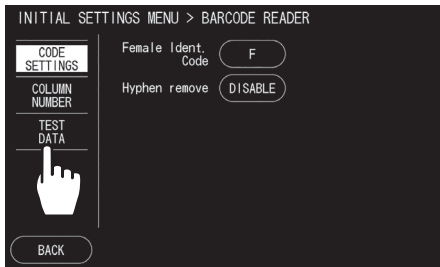 INITIAL SETTINGS MENU > BARCODE READER
CODE
SETTINGS
COLUMN
NUMBER
TEST
DATA
Female Ident.
Code
F
Hyphen remove
DISABLE
BACK